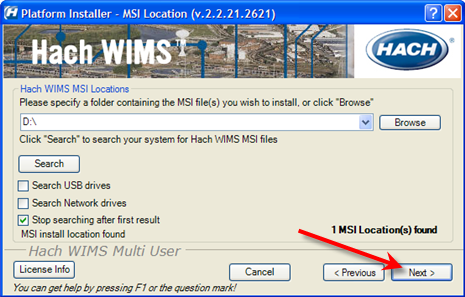 Platform Installer - MSI Location (v.2.2.21.2621)
Hach WIMS
HACH
Hach WIMS MSI Locations
Please specify a folder containing the MSI file(s) you wish to install, or click "Browse"
D:\
Browse
Click "Search" to search your system for Hach WIMS MSI files
Search
Search USB drives
Search Network drives
Stop searching after first result
MSI install location found
1 MSI Location(s) found
Hach WIMS Multi User
License Info
Cancel
< Previous
Next >
You can get help by pressing F1 or the question mark!